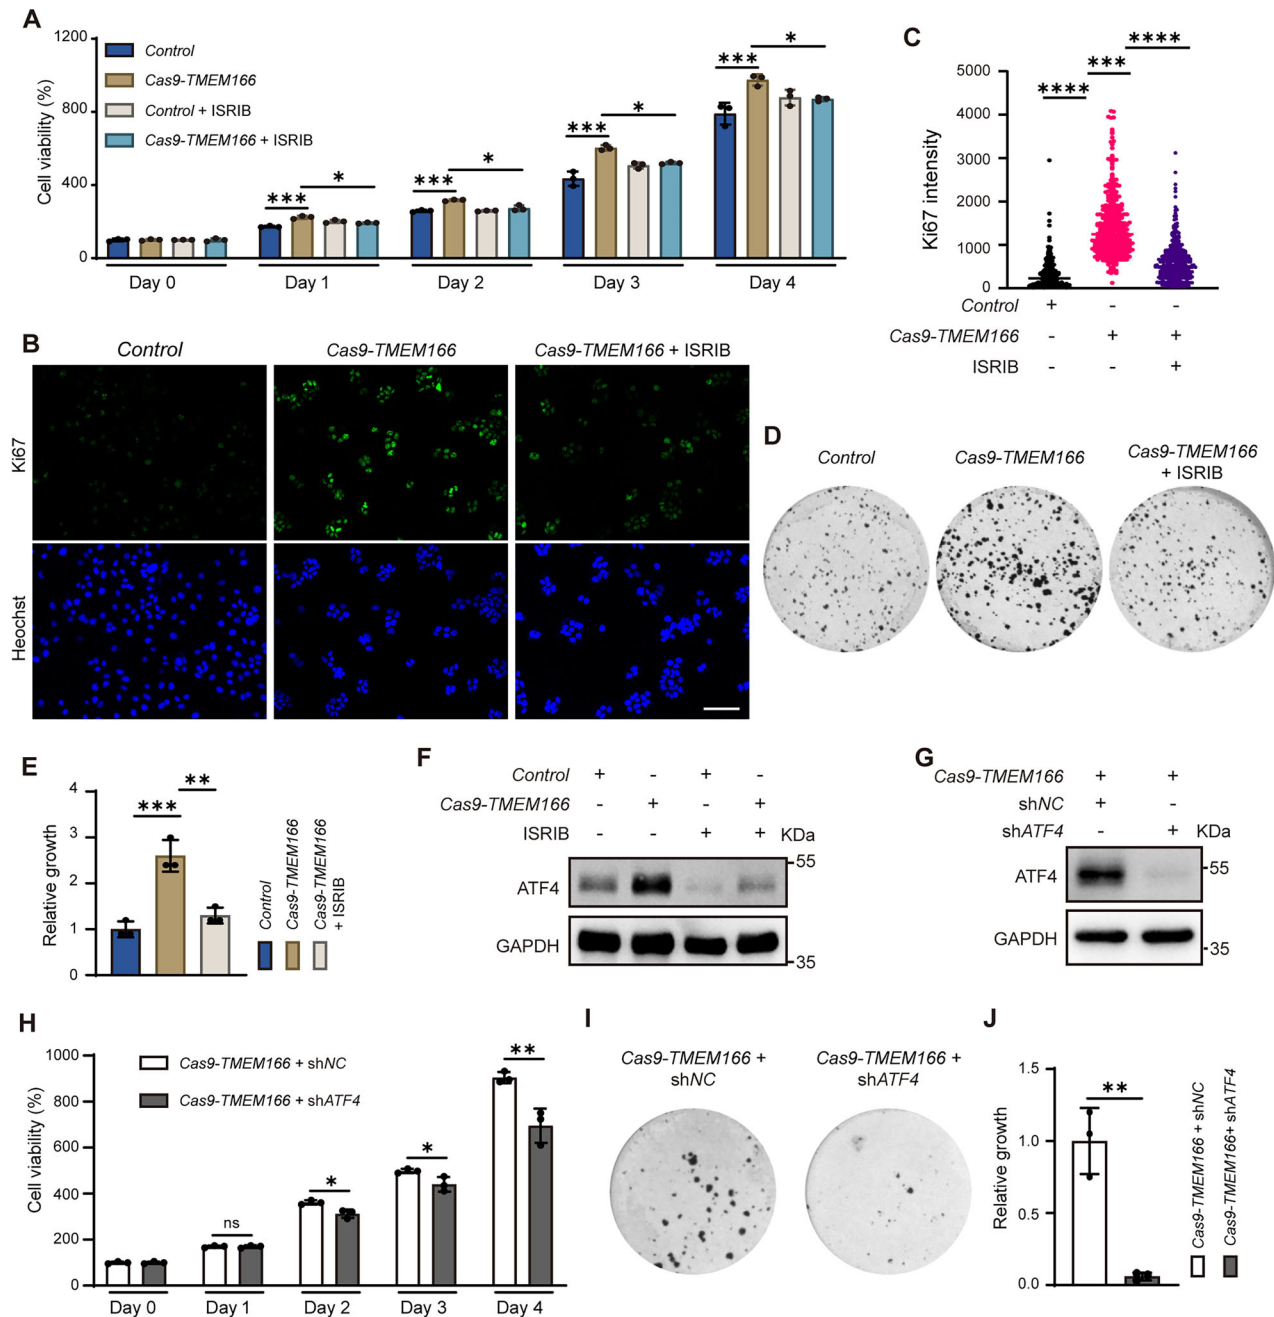 A
Cell viability (%)
1200
800
400
0
Control
Cas9-TMEM166
Control + ISRIB
Cas9-TMEM166 + ISRIB
***
*
***
*
***
*
***
*
Day 0
Day 1
Day 2
Day 3
Day 4
B
Control
Cas9-TMEM166
Cas9-TMEM166 + ISRIB
Ki67
Heochst
C
Ki67 intensity
5000
4000
3000
2000
1000
0
****
***
****
Control + - -
Cas9-TMEM166 - + +
ISRIB - - +
D
Control
Cas9-TMEM166
Cas9-TMEM166
+ ISRIB
E
Relative growth
4
3
2
1
0
***
**
Control
Cas9-TMEM166
Cas9-TMEM166
+ ISRIB
F
Control + - + -
Cas9-TMEM166 - + - +
ISRIB - - + + KDa
ATF4
-55
GAPDH
-35
G
Cas9-TMEM166 + +
shNC + -
shATF4 - + KDa
ATF4
-55
GAPDH
-35
H
Cell viability (%)
1000
800
600
400
200
0
Cas9-TMEM166 + shNC
Cas9-TMEM166 + shATF4
ns
*
*
**
Day 0
Day 1
Day 2
Day 3
Day 4
I
Cas9-TMEM166 +
shNC
Cas9-TMEM166 +
shATF4
J
Relative growth
1.5
1.0
0.5
0.0
**
Cas9-TMEM166 + shNC
Cas9-TMEM166+ shATF4